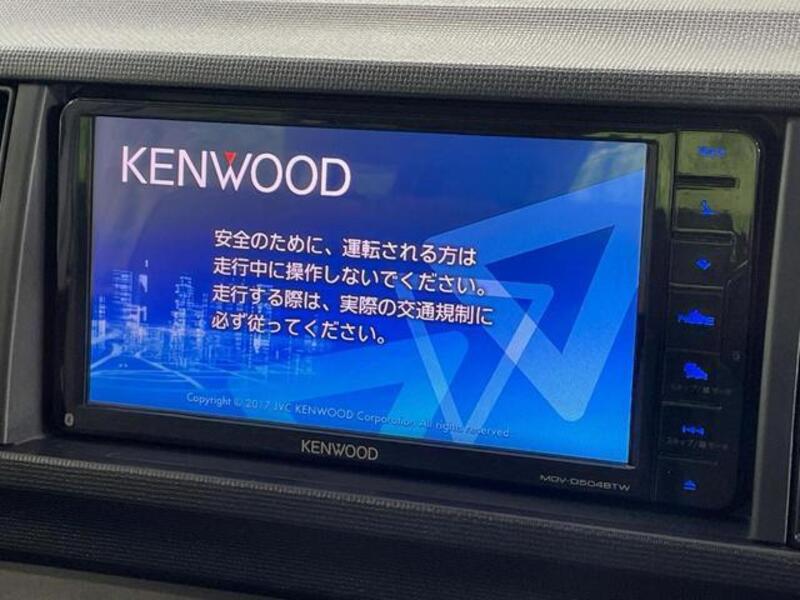 KENWOOD
安全のために、運転される方は
走行中に操作しないでください。
走行する際は、実際の交通規制に
必ず従ってください。
Copyright © 2017 JVC KENWOOD Corporation All rights reserved
KENWOOD
MDV-D504BTW